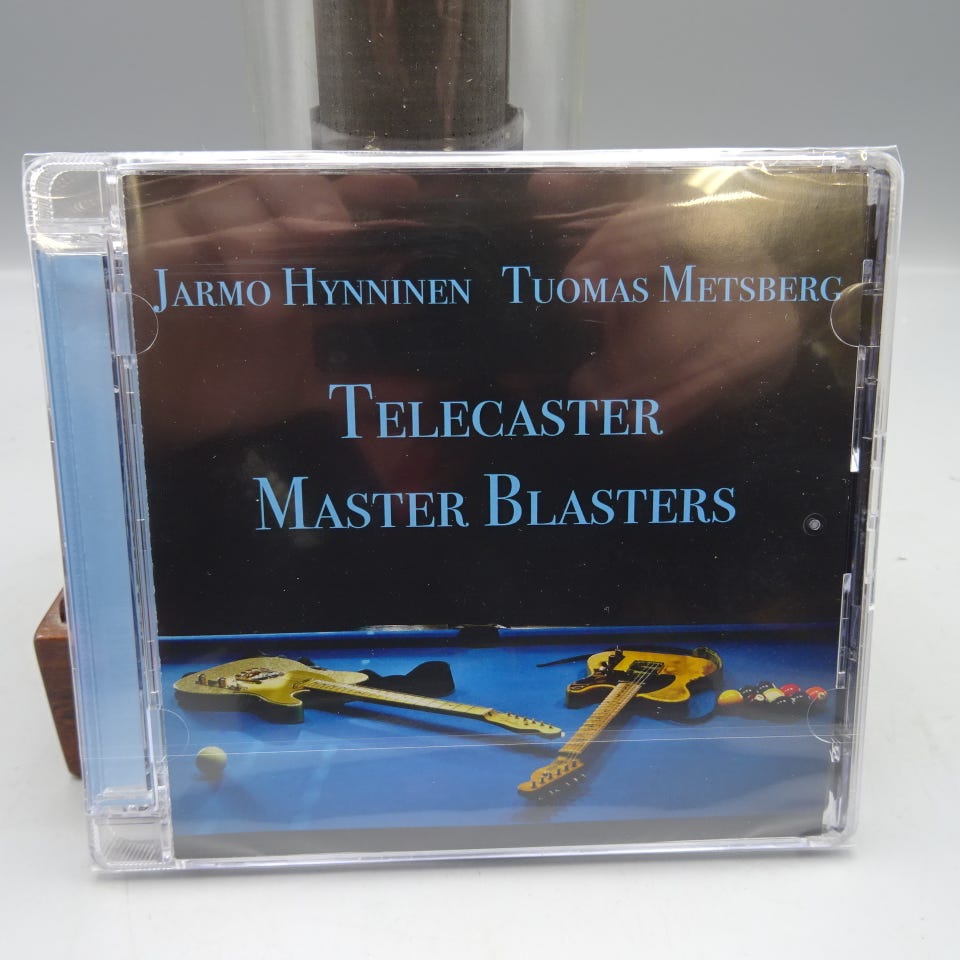 Jarmo Hynninen Tuomas Metsberg
Telecaster
Master Blasters